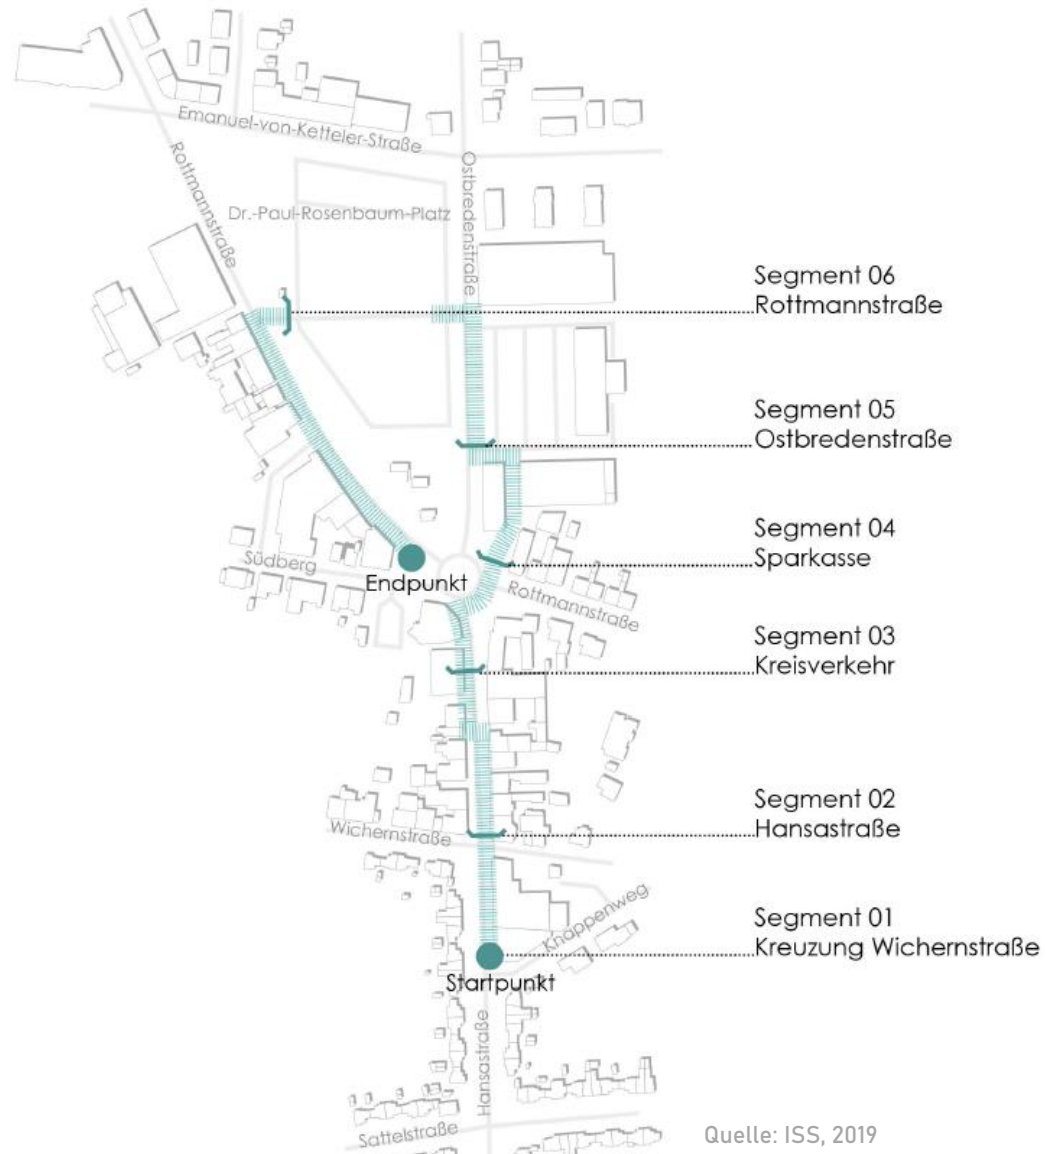 Emanuel-von-Ketteler-Straße
Rottmannstraße
Ostbredenstraße
Dr.-Paul-Rosenbaum-Platz
Segment 06
Rottmannstraße
Segment 05
Ostbredenstraße
Segment 04
Sparkasse
Südberg
Endpunkt
Rottmannstraße
Segment 03
Kreisverkehr
Segment 02
Hansastraße
Wichernstraße
Segment 01
Kreuzung Wichernstraße
Knappenweg
Startpunkt
Hansastraße
Sattelstraße
Quelle: ISS, 2019